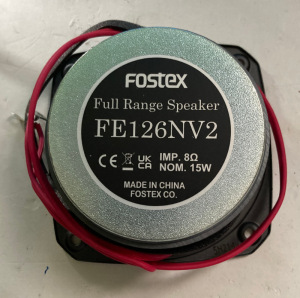 FOSTEX
Full Range Speaker
FE126NV2
CE UK CA IMP. 8Ω
NOM. 15W
MADE IN CHINA
FOSTEX CO.